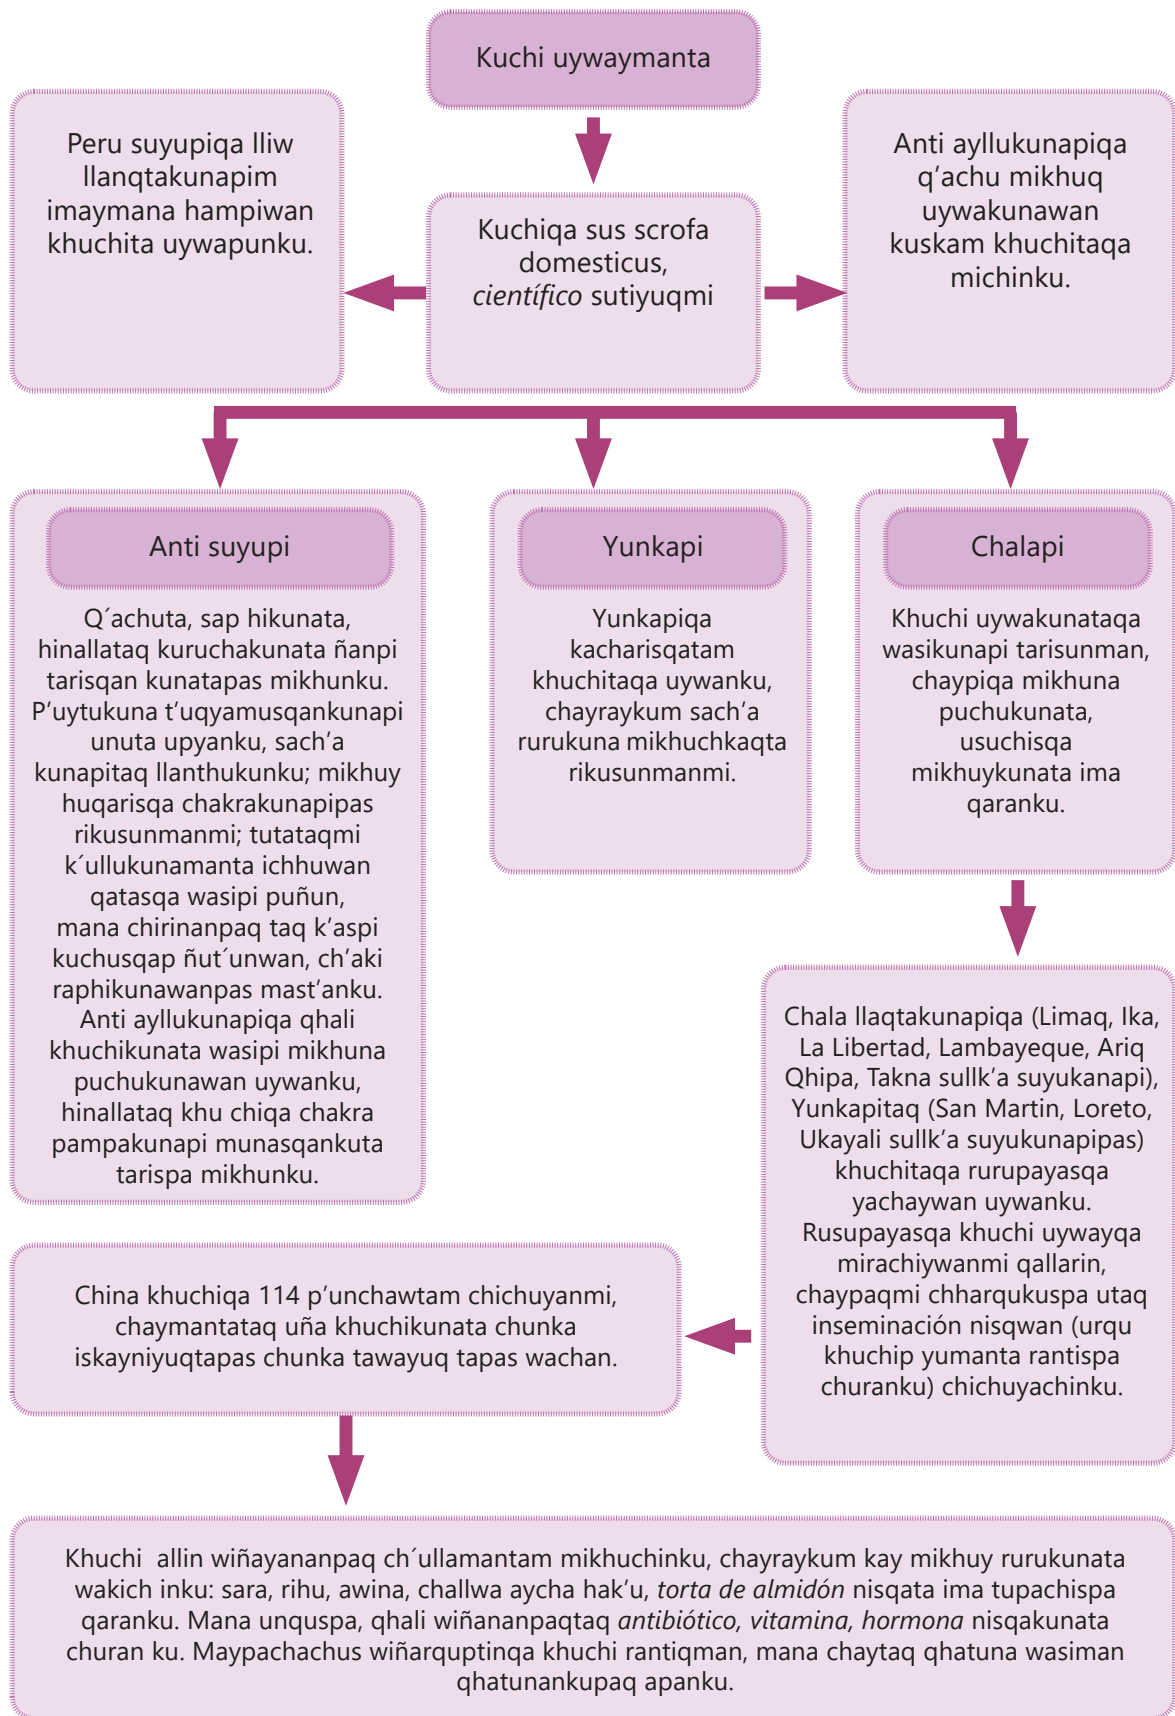 Kuchi uywaymanta
Peru suyupiqa lliw
llanqtakunapim
imaymana hampiwan
khuchita uywapunku.
Kuchiqa sus scrofa
domesticus,
científico sutiyuqmi
Anti ayllukunapiqa
q'achu mikhuq
uywakunawan
kuskam khuchitaqa
michinku.
Anti suyupi
Q´achuta, sap hikunata,
hinallataq kuruchakunata ñanpi
tarisqan kunatapas mikhunku.
P'uytukuna t'uqyamusqankunapi
unuta upyanku, sach'a
kunapitaq llanthukunku; mikhuy
huqarisqa chakrakunapipas
rikusunmanmi; tutataqmi
k´ullukunamanta ichhuwan
qatasqa wasipi puñun,
mana chirinanpaq taq k'aspi
kuchusqap ñut´unwan, ch'aki
raphikunawanpas mast'anku.
Anti ayllukunapiqa qhali
khuchikunata wasipi mikhuna
puchukunawan uywanku,
hinallataq khu chiqa chakra
pampakunapi munasqankuta
tarispa mikhunku.
Yunkapi
Yunkapiqa
kacharisqatam
khuchitaqa uywanku,
chayraykum sach'a
rurukuna mikhuchkaqta
rikusunmanmi.
Chalapi
Khuchi uywakunataqa
wasikunapi tarisunman,
chaypiqa mikhuna
puchukunata,
usuchisqa
mikhuykunata ima
qaranku.
Chala llaqtakunapiqa (Limaq, Ika,
La Libertad, Lambayeque, Ariq
Qhipa, Takna sullk'a suyukanapi),
Yunkapitaq (San Martin, Loreto,
Ukayali sullk'a suyukunapipas)
khuchitaqa rurupayasqa
yachaywan uywanku.
Rusupayasqa khuchi uywayqa
mirachiywanmi qallarin,
chaypaqmi chharqukuspa utaq
inseminación nisqwan (urqu
khuchip yumanta rantispa
churanku) chichuyachinku.
China khuchiqa 114 p'unchawtam chichuyanmi,
chaymantataq uña khuchikunata chunka
iskayniyuqtapas chunka tawayuq tapas wachan.
Khuchi allin wiñayananpaq ch´ullamantam mikhuchinku, chayraykum kay mikhuy rurukunata
wakich inku: sara, rihu, awina, challwa aycha hak'u, torta de almidón nisqata ima tupachispa
qaranku. Mana unquspa, qhali wiñananpaqtaq antibiótico, vitamina, hormona nisqakunata
churan ku. Maypachachus wiñarquptinqa khuchi rantiqman, mana chaytaq qhatuna wasiman
qhatunankupaq apanku.